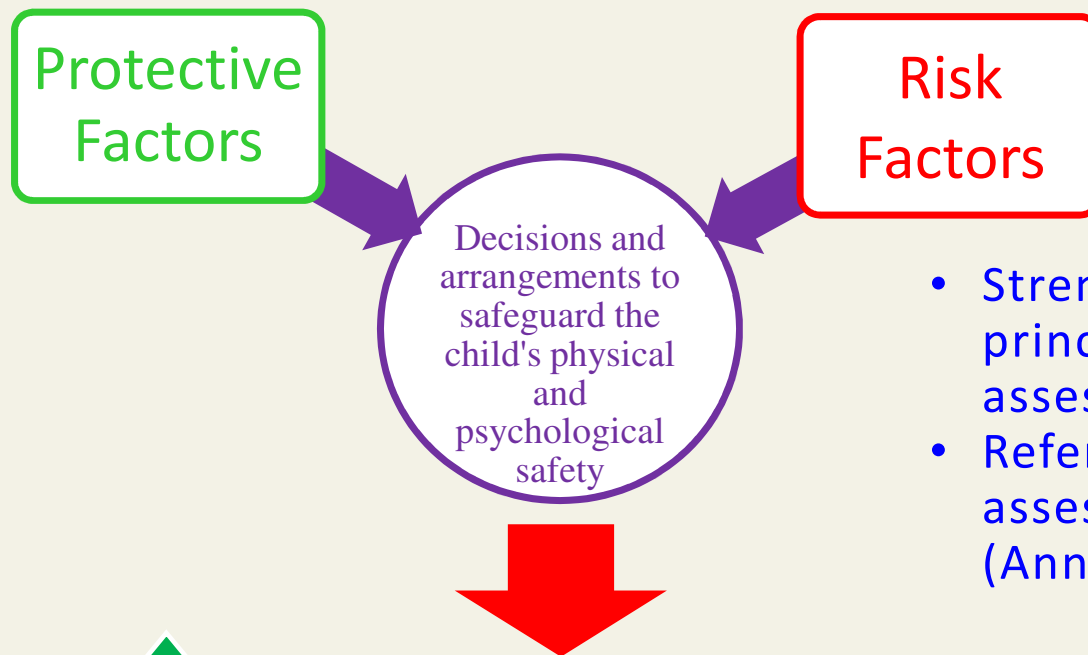 Protective
Factors
Risk
Factors
Decisions and
arrangements to
safeguard the
child's physical
and
psychological
safety
•
•